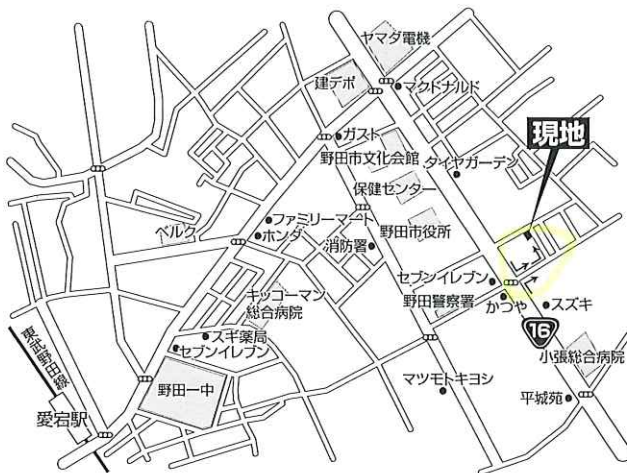 ヤマダ電機
建デポ
マクドナルド
ガスト
現地
野田市文化会館
タイヤガーデン
保健センター
ファミリーマート
ベルク
ホンダ
消防署
野田市役所
セブンイレブン
キッコーマン
総合病院
野田警察署
かつや
スズキ
16
スギ薬局
セブンイレブン
小張総合病院
東武野田線
野田一中
マツモトキヨシ
平城苑
愛宕駅